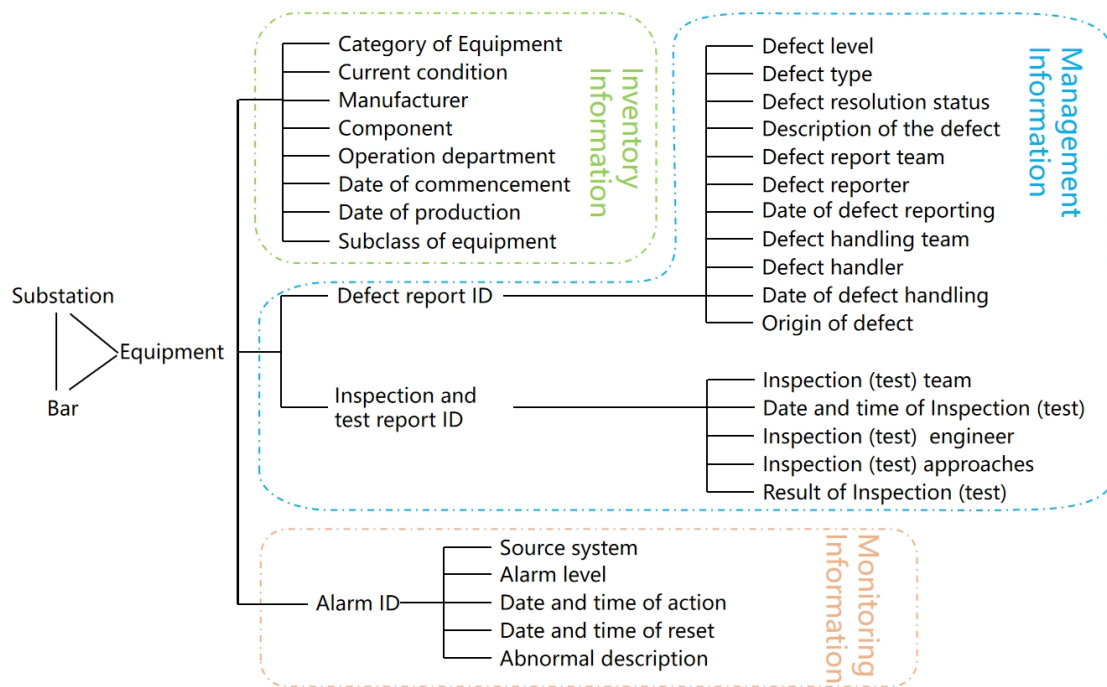 Category of Equipment
Current condition
Manufacturer
Component
Operation department
Date of commencement
Date of production
Subclass of equipment
Inventory
Information
Defect level
Defect type
Defect resolution status
Description of the defect
Defect report team
Defect reporter
Date of defect reporting
Defect handling team
Defect handler
Date of defect handling
Origin of defect
Management
Information
Substation
Equipment
Bar
Defect report ID
Inspection and
test report ID
Inspection (test) team
Date and time of Inspection (test)
Inspection (test) engineer
Inspection (test) approaches
Result of Inspection (test)
Alarm ID
Source system
Alarm level
Date and time of action
Date and time of reset
Abnormal description
Monitoring
Information